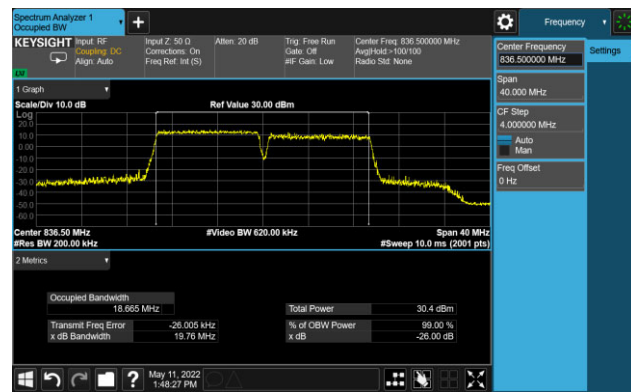 Spectrum Analyzer 1
Occupied BW
Frequency
KEYSIGHT
Input: RF
Coupling: DC
Align: Auto
Input Z: 50 Ω
Corrections: On
Freq Ref: Int (S)
Atten: 20 dB
Trig: Free Run
Gate: Off
#IF Gain: Low
Center Freq: 836.500000 MHz
Avg|Hold:>100/100
Radio Std: None
Center Frequency
836.500000 MHz
Settings
Span
40.000 MHz
CF Step
4.000000 MHz
Auto
Man
Freq Offset
0 Hz
1 Graph
Scale/Div 10.0 dB
Ref Value 30.00 dBm
Log
20.0
10.0
0.00
-10.0
-20.0
-30.0
-40.0
-50.0
-60.0
Center 836.50 MHz
#Video BW 620.00 kHz
Span 40 MHz
#Res BW 200.00 kHz
#Sweep 10.0 ms (2001 pts)
2 Metrics
Occupied Bandwidth
18.665 MHz
Total Power 30.4 dBm
Transmit Freq Error -26.005 kHz
% of OBW Power 99.00 %
x dB Bandwidth 19.76 MHz
x dB -26.00 dB
?
May 11, 2022
1:48:27 PM